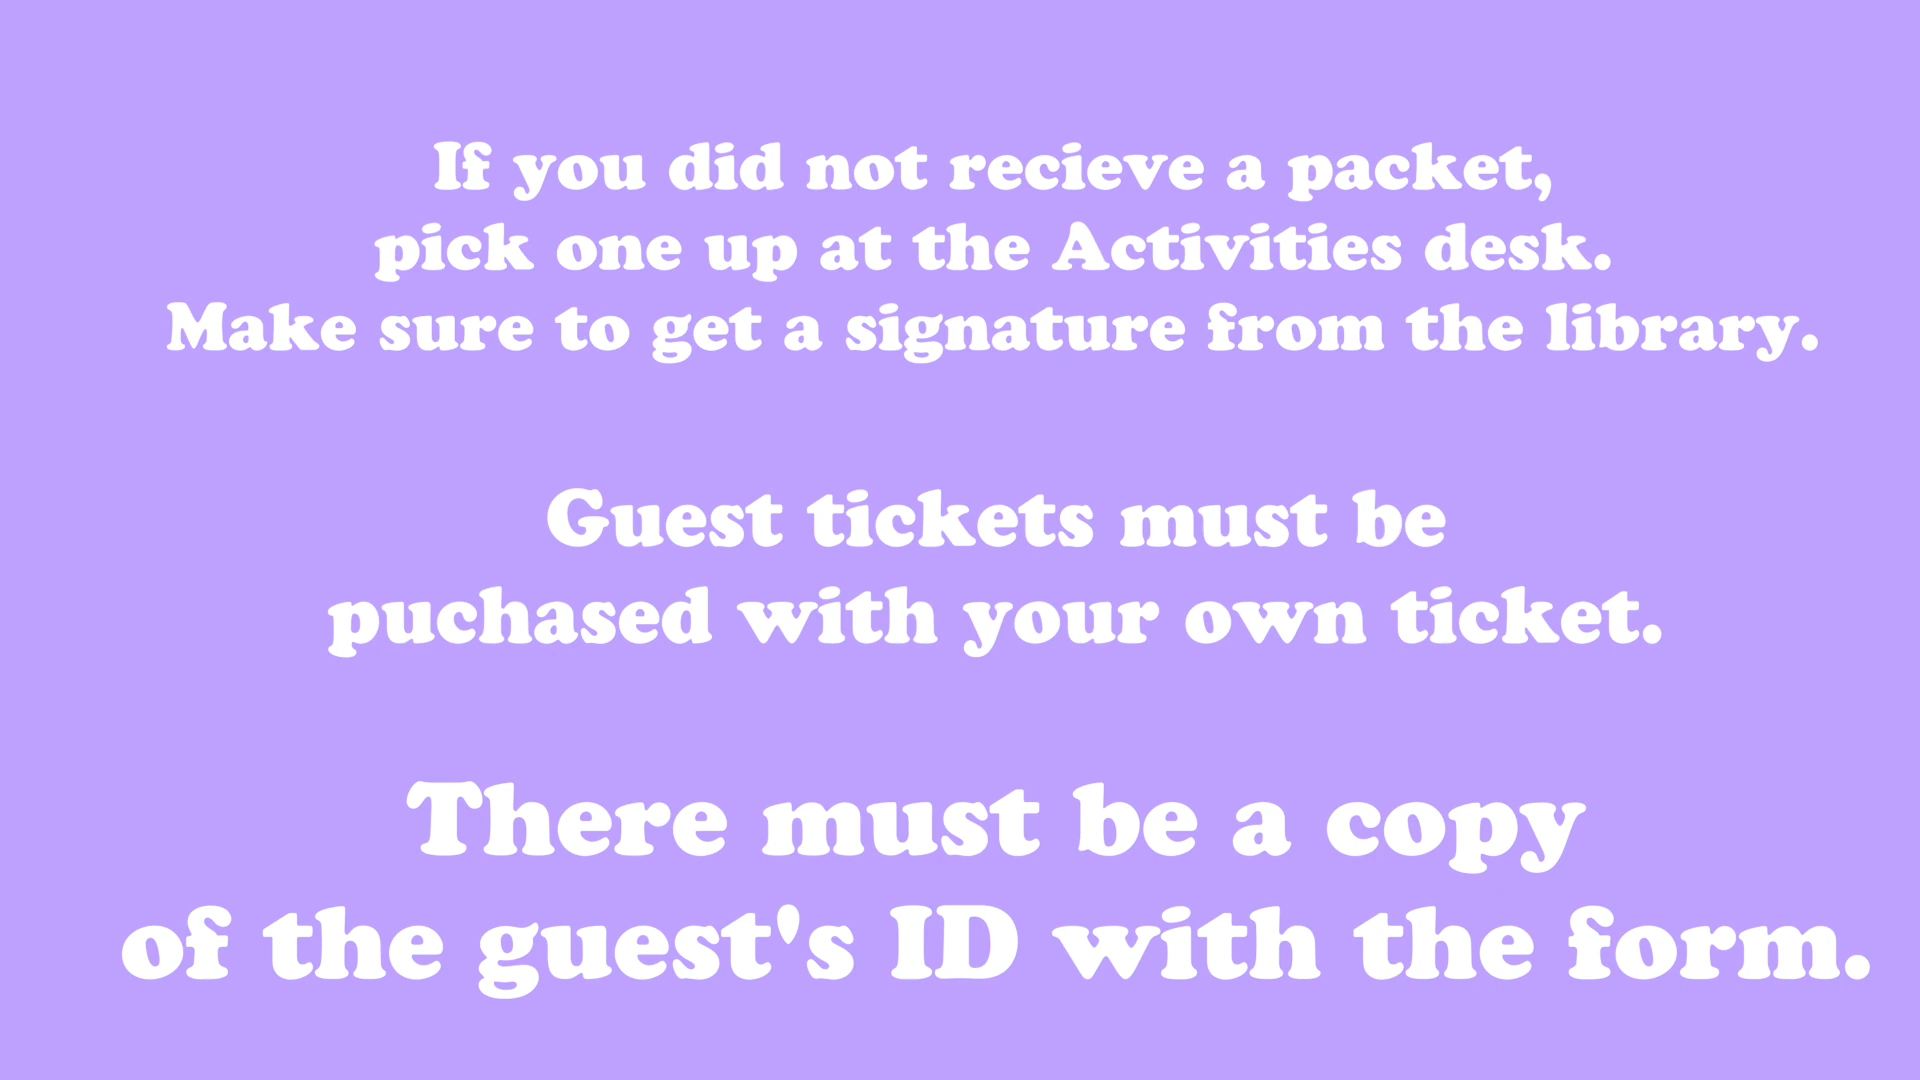 If you did not recieve a packet,
pick one up at the Activities desk.
Make sure to get a signature from the library.
Guest tickets must be
puchased with your own ticket.
There must be a copy
of the guest's ID with the form.